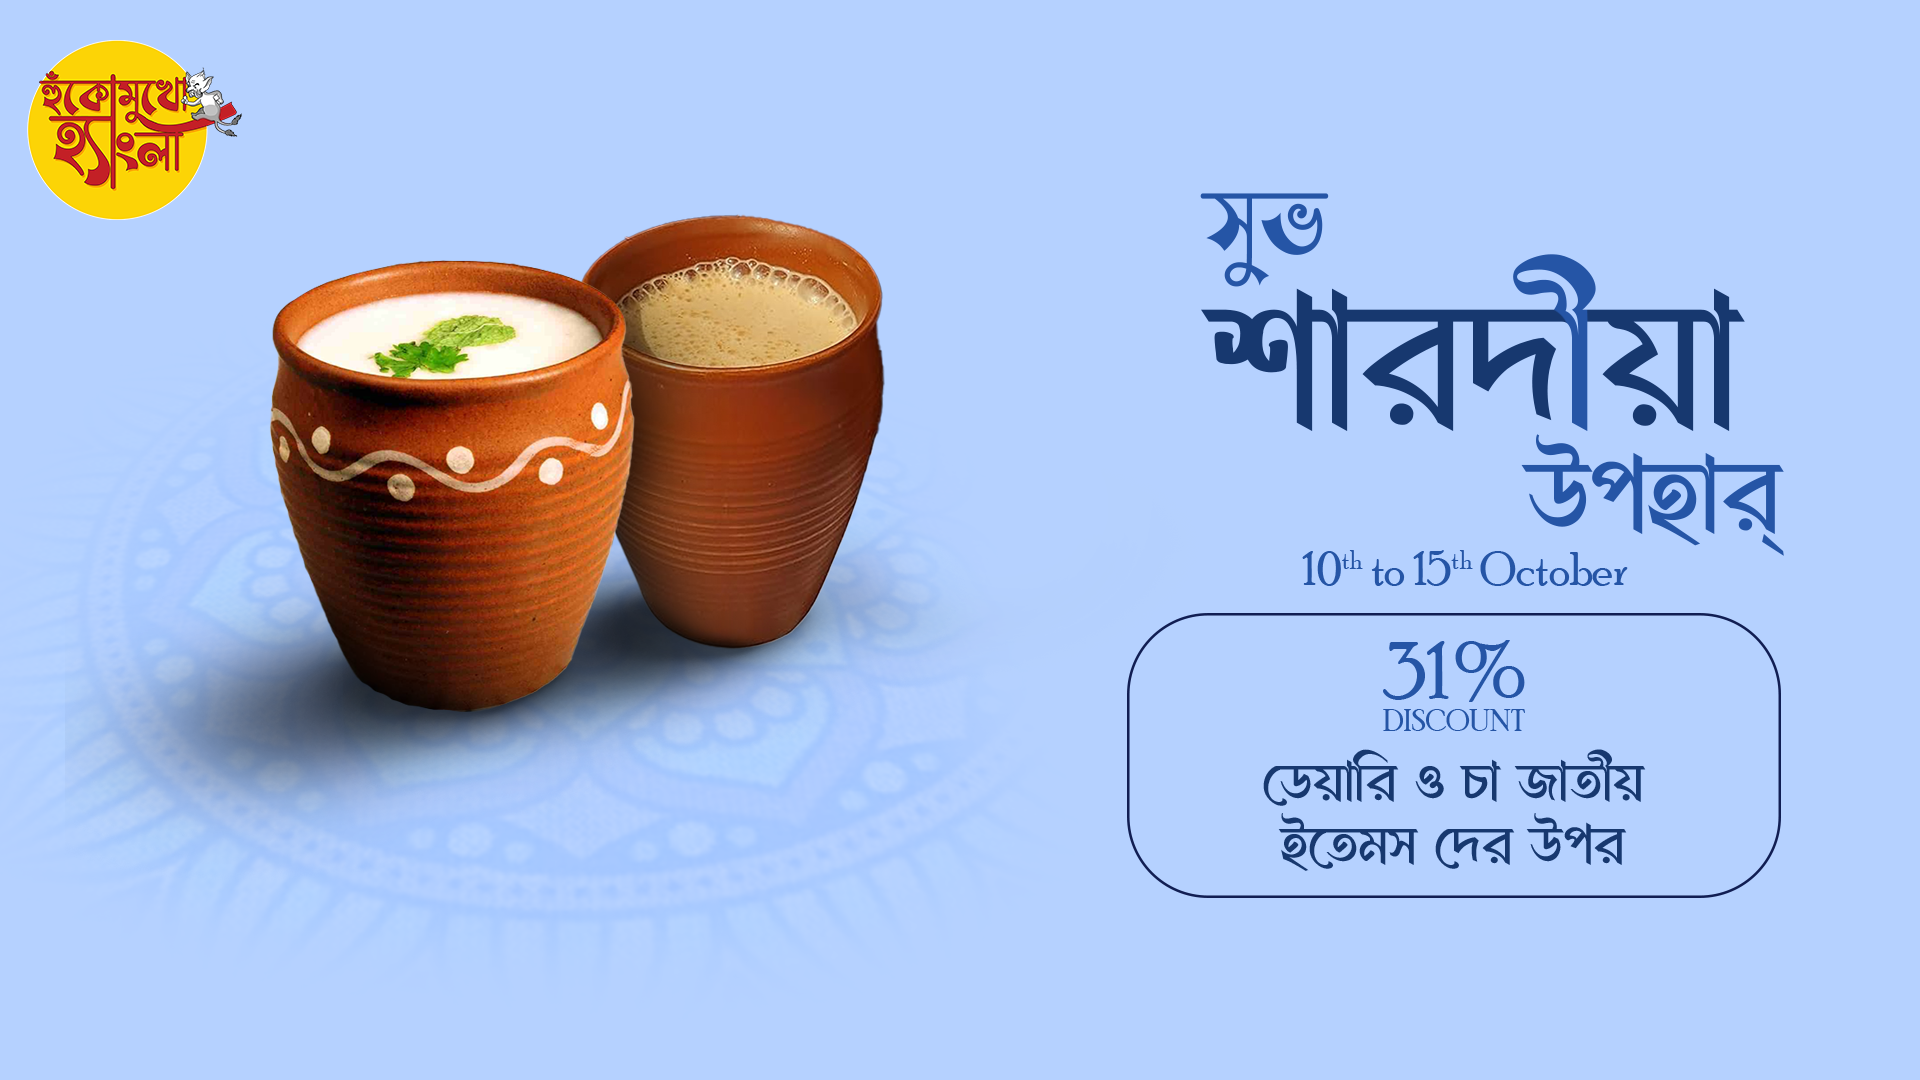 হুঁকোমুখো
হ্যাংলা
সুভ
শারদীয়া
উপহার্
10th to 15th October
31%
DISCOUNT
ডেয়ারি ও চা জাতীয়
ইতেমস দের উপর